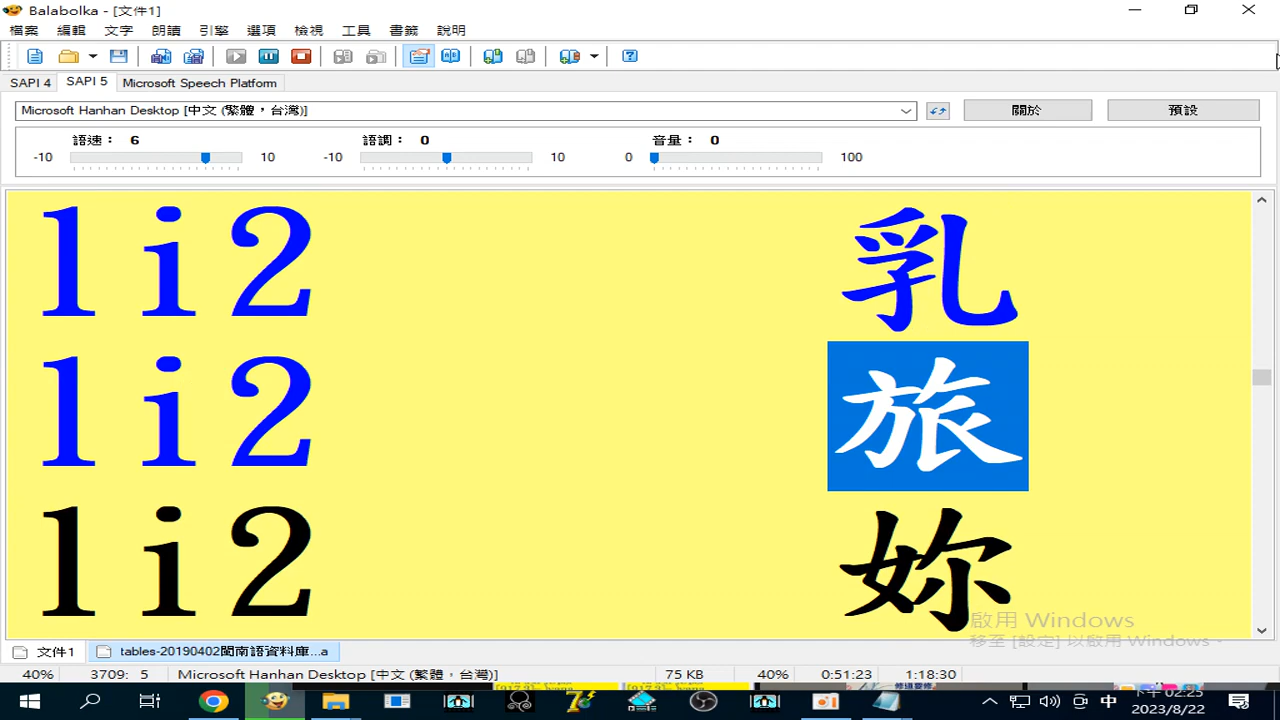 Balabolka - [文件1]
檔案 編輯 文字 朗讀 引擎 選項 檢視 工具 書籤 說明
SAPI 4 SAPI 5 Microsoft Speech Platform
Microsoft Hanhan Desktop [中文 (繁體，台灣)] 關於 預設
語速： 6 語調： 0 音量： 0
-10 10 -10 10 0 100
li2 乳
li2 旅
li2 妳
啟用 Windows
移至 [設定] 以啟用 Windows。
文件1 tables-20190402閩南語資料庫...a
40% 3709: 5 Microsoft Hanhan Desktop [中文 (繁體，台灣)] 75 KB 40% 0:51:23 1:18:30
中 下午 02:25
2023/8/22